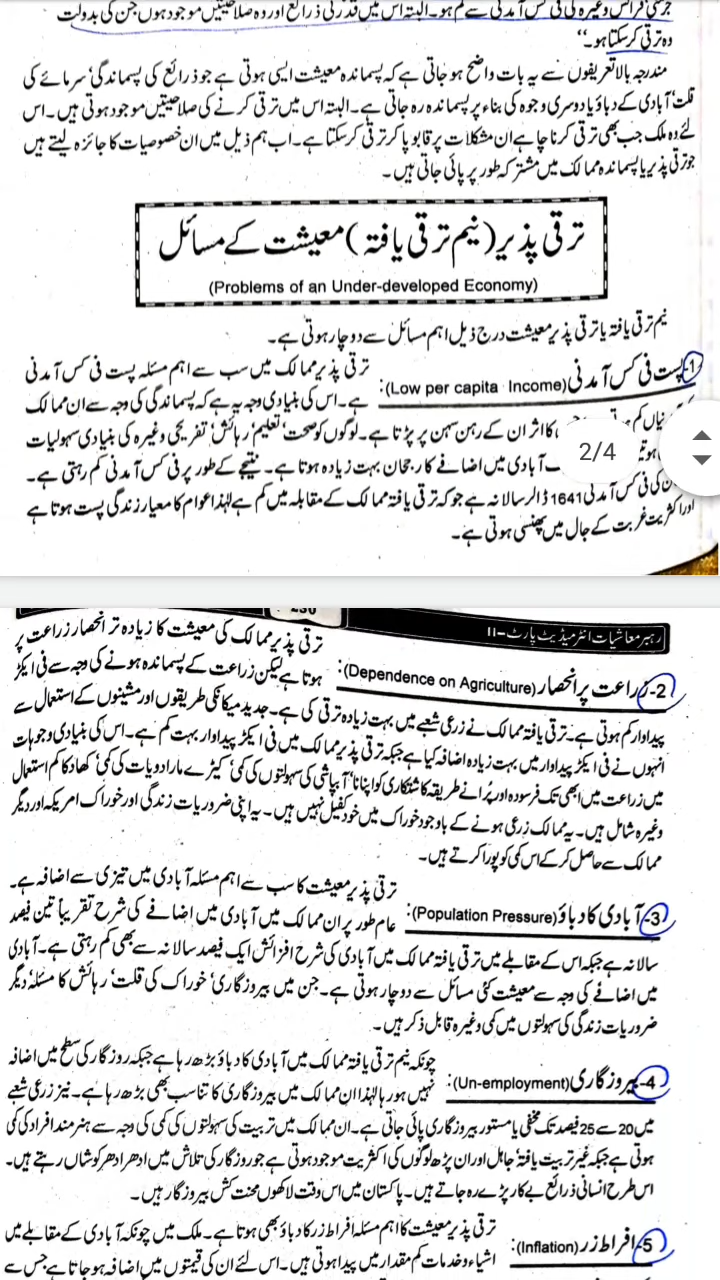 جرسی فرانس وغیرہ کی فی کس آمدنی سے کم ہو۔ البتہ اس میں قدرتی ذرائع اور وہ صلاحیتیں موجود ہوں جن کی بدولت
وہ ترقی کر سکتا ہو۔‘‘
مندرجہ بالا تعریفوں سے یہ بات واضح ہو جاتی ہے کہ پسماندہ معیشت ایسی ہوتی ہے جو ذرائع کی پسماندگی‘ سرمائے کی
قلت‘ آبادی کے دباؤ یا دوسری وجوہ کی بناء پر پسماندہ رہ جاتی ہے۔ البتہ اس میں ترقی کرنے کی صلاحیتیں موجود ہوتی ہیں۔ اس
لئے وہ ملک جب بھی ترقی کرنا چاہے ان مشکلات پر قابو پا کر ترقی کر سکتا ہے۔ اب ہم ذیل میں ان خصوصیات کا جائزہ لیتے ہیں
جو ترقی پذیر یا پسماندہ ممالک میں مشترکہ طور پر پائی جاتی ہیں۔
ترقی پذیر (نیم ترقی یافتہ) معیشت کے مسائل
(Problems of an Under-developed Economy)
نیم ترقی یافتہ یا ترقی پذیر معیشت درج ذیل اہم مسائل سے دوچار ہوتی ہے۔
1- پست فی کس آمدنی (Low per capita Income): ترقی پذیر ممالک میں سب سے اہم مسئلہ پست فی کس آمدنی
ہے۔ اس کی بنیادی وجہ یہ ہے کہ پسماندگی کی وجہ سے ان ممالک
کا اثر ان کے رہن سہن پر پڑتا ہے۔ لوگوں کو صحت‘ تعلیم‘ رہائش‘ تفریحی وغیرہ کی بنیادی سہولیات
آبادی میں اضافے کا رجحان بہت زیادہ ہوتا ہے۔ نتیجے کے طور پر فی کس آمدنی کم رہتی ہے۔
کی فی کس آمدنی 1641 ڈالر سالانہ ہے جو کہ ترقی یافتہ ممالک کے مقابلہ میں کم ہے لہٰذا عوام کا معیار زندگی پست ہوتا ہے
اور اکثریت غربت کے جال میں پھنسی ہوتی ہے۔
2/4
رہبر معاشیات انٹرمیڈیٹ پارٹ-II
230
2- زراعت پر انحصار (Dependence on Agriculture): ترقی پذیر ممالک کی معیشت کا زیادہ تر انحصار زراعت پر
ہوتا ہے لیکن زراعت کے پسماندہ ہونے کی وجہ سے فی ایکڑ
پیداوار کم ہوتی ہے۔ ترقی یافتہ ممالک نے زرعی شعبے میں بہت زیادہ ترقی کی ہے۔ جدید میکانکی طریقوں اور مشینوں کے استعمال سے
انہوں نے فی ایکڑ پیداوار میں بہت زیادہ اضافہ کیا ہے جبکہ ترقی پذیر ممالک میں فی ایکڑ پیداوار بہت کم ہے۔ اس کی بنیادی وجوہات
میں زراعت میں ابھی تک فرسودہ اور پرانے طریقہ کاشتکاری کو اپنانا‘ آبپاشی کی سہولتوں کی کمی‘ کیڑے مار ادویات کی کمی‘ کھاد کا کم استعمال
وغیرہ شامل ہیں۔ یہ ممالک زرعی ہونے کے باوجود خوراک میں خود کفیل نہیں ہیں۔ یہ اپنی ضروریات زندگی اور خوراک امریکہ اور دیگر
ممالک سے حاصل کر کے اس کمی کو پورا کرتے ہیں۔
3- آبادی کا دباؤ (Population Pressure): ترقی پذیر معیشت کا سب سے اہم مسئلہ آبادی میں تیزی سے اضافہ ہے۔
عام طور پر ان ممالک میں آبادی میں اضافے کی شرح تقریباً تین فیصد
سالانہ ہے جبکہ اس کے مقابلے میں ترقی یافتہ ممالک میں آبادی کی شرح افزائش ایک فیصد سالانہ سے بھی کم رہتی ہے۔ آبادی
میں اضافے کی وجہ سے معیشت کئی مسائل سے دوچار ہوتی ہے۔ جن میں بیروزگاری‘ خوراک کی قلت‘ رہائش کا مسئلہ‘ دیگر
ضروریات زندگی کی سہولتوں میں کمی وغیرہ قابل ذکر ہیں۔
4- بیروزگاری (Un-employment): چونکہ نیم ترقی یافتہ ممالک میں آبادی کا دباؤ بڑھ رہا ہے جبکہ روزگار کی سطح میں اضافہ
نہیں ہو رہا لہٰذا ان ممالک میں بیروزگاری کا تناسب بھی بڑھ رہا ہے۔ نیز زرعی شعبے
میں 20 سے 25 فیصد تک مخفی یا مستور بیروزگاری پائی جاتی ہے۔ ان ممالک میں تربیت کی سہولتوں کی کمی کی وجہ سے ہنرمند افراد کی کمی
ہوتی ہے جبکہ غیر تربیت یافتہ‘ جاہل اور ان پڑھ لوگوں کی اکثریت موجود ہوتی ہے جو روزگار کی تلاش میں ادھر ادھر کوشاں رہتے ہیں۔
اس طرح انسانی ذرائع بے کار پڑے رہ جاتے ہیں۔ پاکستان میں اس وقت لاکھوں محنت کش بیروزگار ہیں۔
5- افراط زر (Inflation): ترقی پذیر معیشت کا اہم مسئلہ افراط زر کا دباؤ بھی ہوتا ہے۔ ملک میں چونکہ آبادی کے مقابلے میں
اشیاء و خدمات کم مقدار میں پیدا ہوتی ہیں۔ اس لئے ان کی قیمتوں میں اضافہ ہو جاتا ہے جس سے